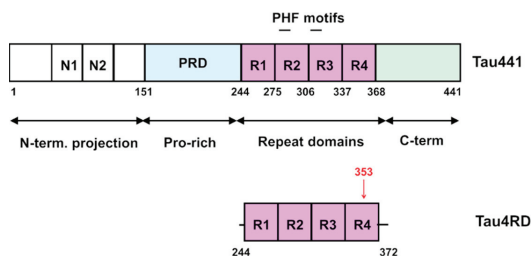 PHF motifs
N1 N2 PRD R1 R2 R3 R4 Tau441
1 151 244 275 306 337 368 441
N-term. projection Pro-rich Repeat domains C-term
353
R1 R2 R3 R4 Tau4RD
244 372